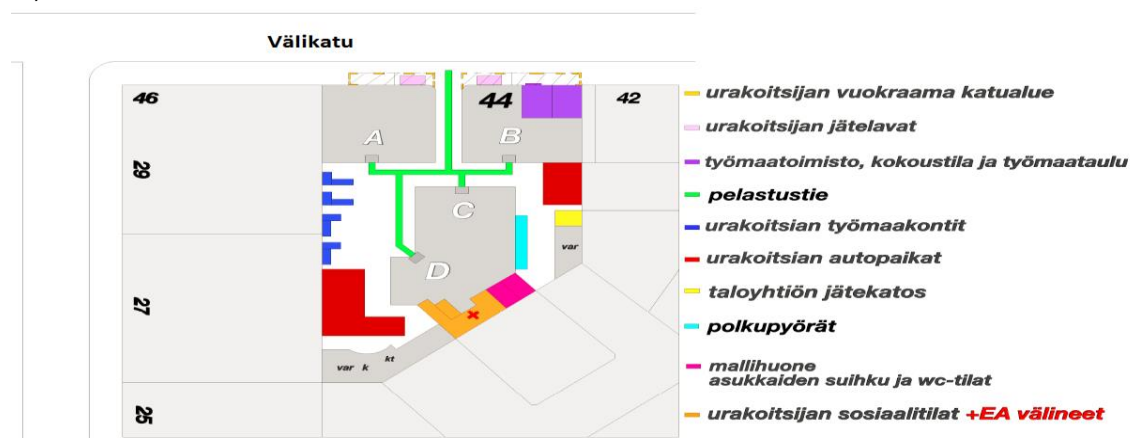 Välikatu
46
44
42
urakoitsijan vuokraama katualue
urakoitsijan jätelavat
A
B
työmaatoimisto, kokoustila ja työmaataulu
29
pelastustie
C
urakoitsian työmaakontit
var
D
urakoitsian autopaikat
taloyhtiön jätekatos
27
polkupyörät
var k kt
mallihuone
asukkaiden suihku ja wc-tilat
25
urakoitsijan sosiaalitilat +EA välineet